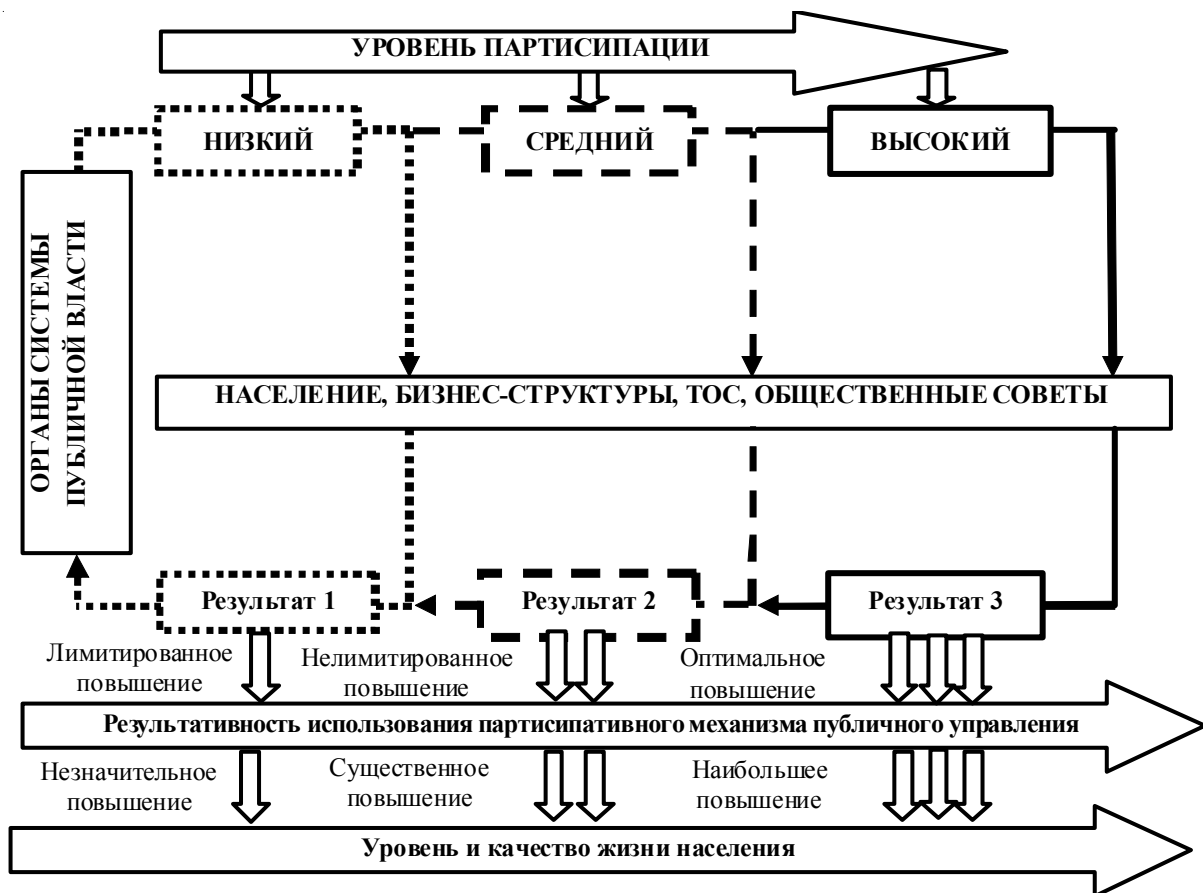 УРОВЕНЬ ПАРТИСИПАЦИИ
НИЗКИЙ
СРЕДНИЙ
ВЫСОКИЙ
ОРГАНЫ СИСТЕМЫ
ПУБЛИЧНОЙ ВЛАСТИ
НАСЕЛЕНИЕ, БИЗНЕС-СТРУКТУРЫ, ТОС, ОБЩЕСТВЕННЫЕ СОВЕТЫ
Результат 1
Результат 2
Результат 3
Лимитированное
повышение
Нелимитированное
повышение
Оптимальное
повышение
Результативность использования партисипативного механизма публичного управления
Незначительное
повышение
Существенное
повышение
Наибольшее
повышение
Уровень и качество жизни населения